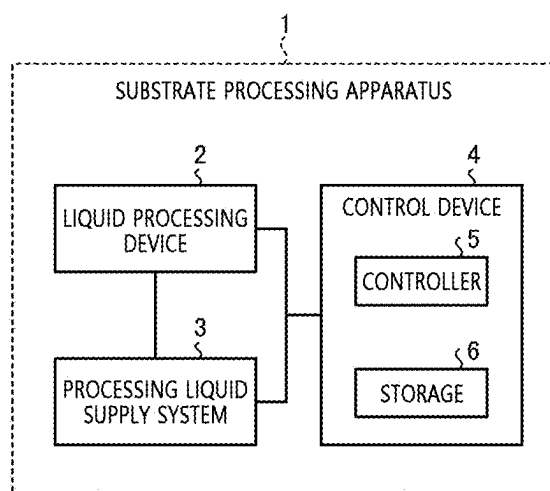 1
SUBSTRATE PROCESSING APPARATUS
2
LIQUID PROCESSING
DEVICE
3
PROCESSING LIQUID
SUPPLY SYSTEM
4
CONTROL DEVICE
5
CONTROLLER
6
STORAGE